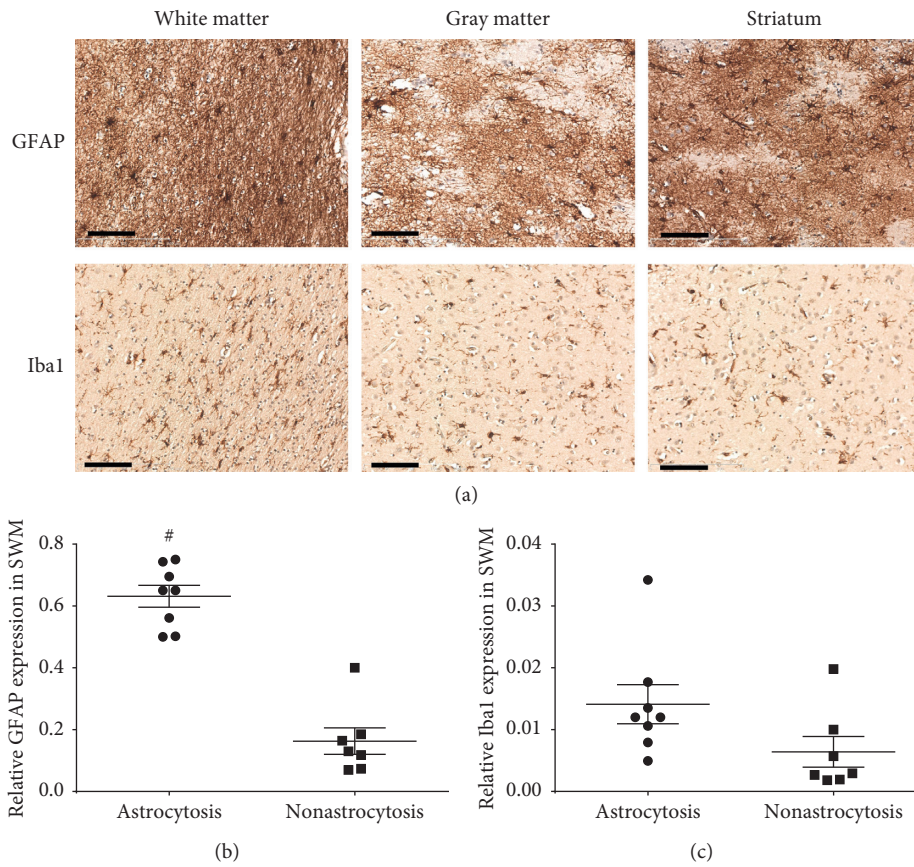 White matter Gray matter Striatum
GFAP
Iba1
(a)
Relative GFAP expression in SWM
0.8
0.6
0.4
0.2
0.0
#
Astrocytosis Nonastrocytosis
(b)
Relative Iba1 expression in SWM
0.04
0.03
0.02
0.01
0.00
Astrocytosis Nonastrocytosis
(c)